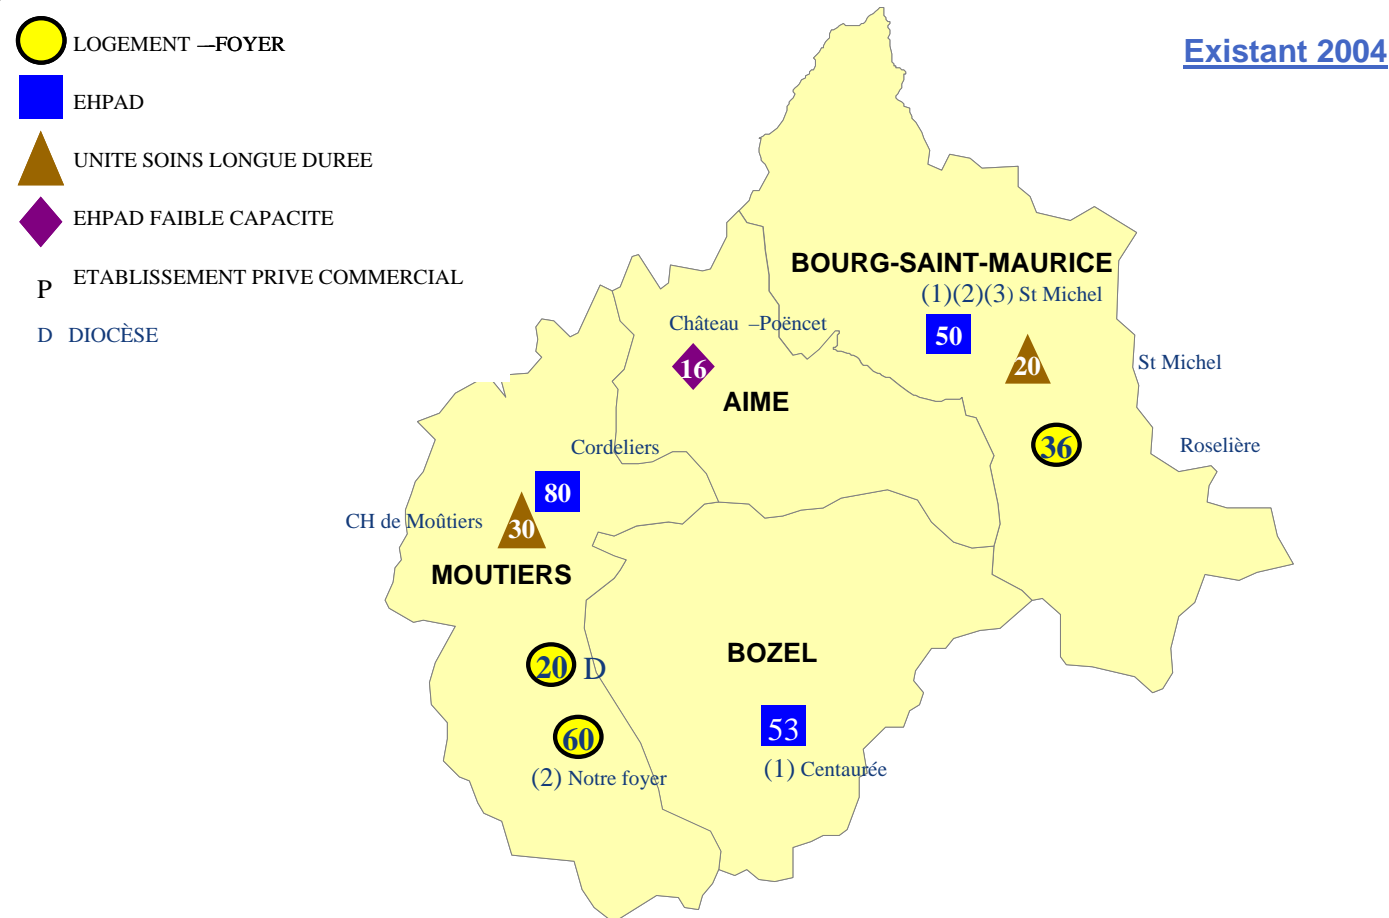 LOGEMENT –-FOYER
EHPAD
UNITE SOINS LONGUE DUREE
EHPAD FAIBLE CAPACITE
P ETABLISSEMENT PRIVE COMMERCIAL
D DIOCÈSE
Existant 2004
BOURG-SAINT-MAURICE
(1)(2)(3) St Michel
50
20
St Michel
36
Roselière
Château –Poëncet
16
AIME
Cordeliers
80
CH de Moûtiers
30
MOUTIERS
20 D
60
(2) Notre foyer
BOZEL
53
(1) Centaurée